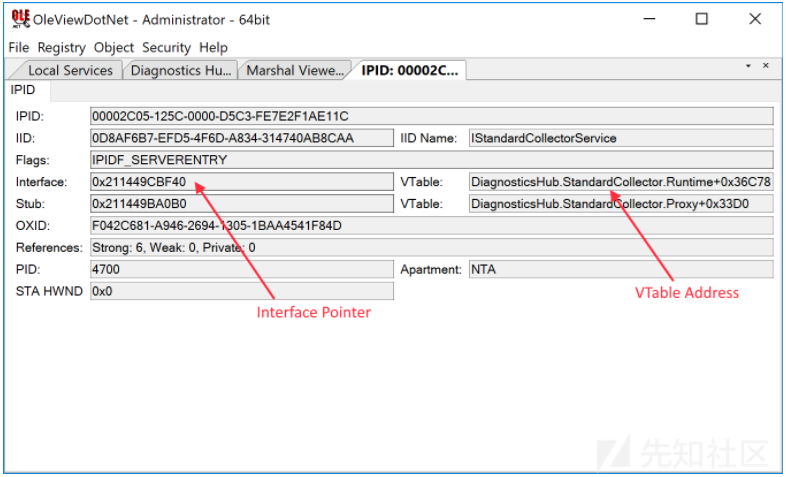 OleViewDotNet - Administrator - 64bit
File Registry Object Security Help
Local Services Diagnostics Hu... Marshal Viewe... IPID: 00002C...
IPID
IPID: 00002C05-125C-0000-D5C3-FE7E2F1AE11C
IID: 0D8AF6B7-EFD5-4F6D-A834-314740AB8CAA IID Name: IStandardCollectorService
Flags: IPIDF_SERVERENTRY
Interface: 0x211449CBF40 VTable: DiagnosticsHub.StandardCollector.Runtime+0x36C78
Stub: 0x211449BA0B0 VTable: DiagnosticsHub.StandardCollector.Proxy+0x33D0
OXID: F042C681-A946-2694-1305-1BAA4541F84D
References: Strong: 6, Weak: 0, Private: 0
PID: 4700 Apartment: NTA
STA HWND 0x0
Interface Pointer
VTable Address
先知社区